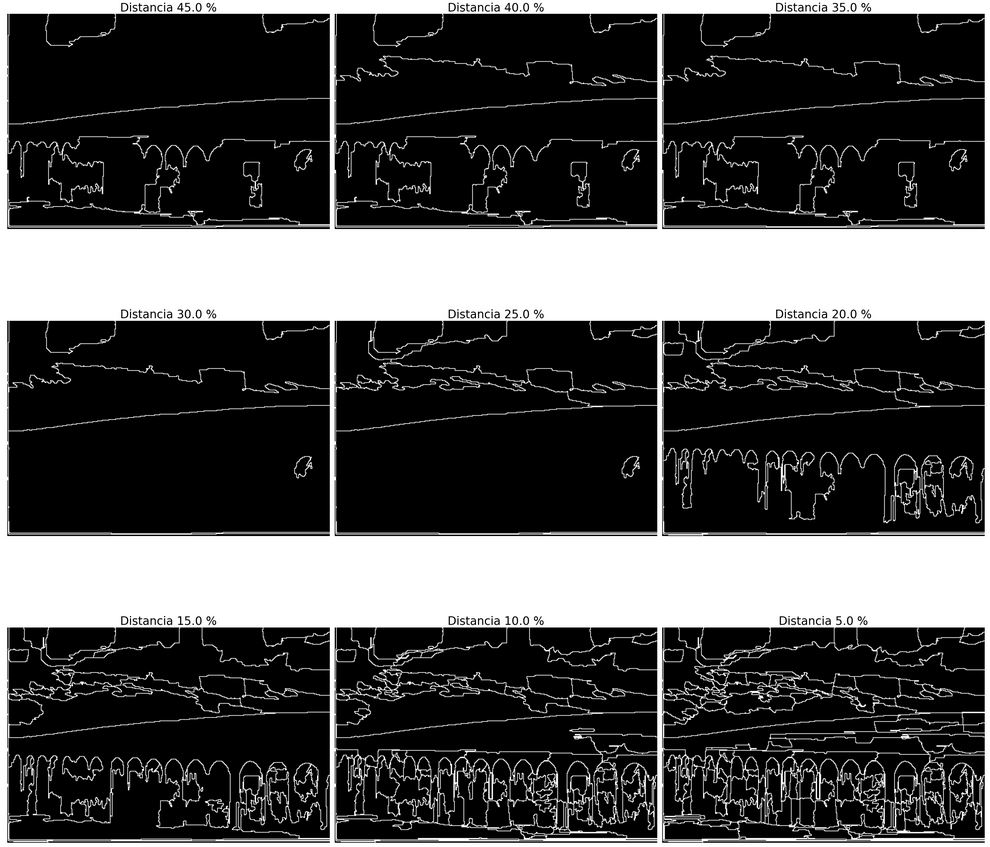 Distancia 45.0 %
Distancia 40.0 %
Distancia 35.0 %
Distancia 30.0 %
Distancia 25.0 %
Distancia 20.0 %
Distancia 15.0 %
Distancia 10.0 %
Distancia 5.0 %